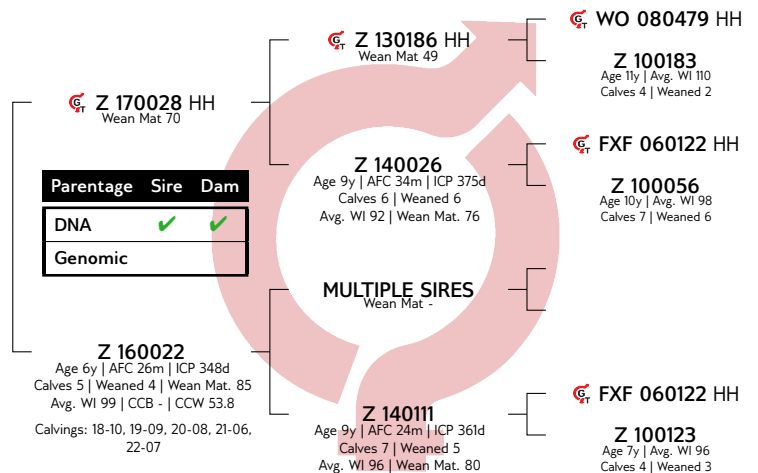 WO 080479 HH
Z 130186 HH
Wean Mat 49
Z 100183
Age 11y | Avg. WI 110
Calves 4 | Weaned 2
GT Z 170028 HH
Wean Mat 70
FXF 060122 HH
Z 140026
Age 9y | AFC 34m | ICP 375d
Calves 6 | Weaned 6
Avg. WI 92 | Wean Mat. 76
Z 100056
Age 10y | Avg. WI 98
Calves 7 | Weaned 6
Parentage Sire Dam
DNA ✔ ✔
Genomic
MULTIPLE SIRES
Wean Mat -
Z 160022
Age 6y | AFC 26m | ICP 348d
Calves 5 | Weaned 4 | Wean Mat. 85
Avg. WI 99 | CCB - | CCW 53.8
Calvings: 18-10, 19-09, 20-08, 21-06,
22-07
FXF 060122 HH
Z 140111
Age 9y | AFC 24m | ICP 361d
Calves 7 | Weaned 5
Avg. WI 96 | Wean Mat. 80
Z 100123
Age 7y | Avg. WI 96
Calves 4 | Weaned 3